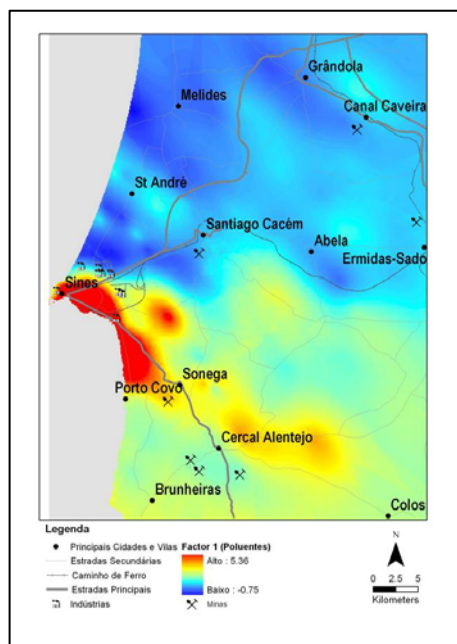 Grândola
Melides
Canal Caveira
St André
Santiago Cacém
Abela
Ermidas-Sado
Sines
Sonega
Porto Covo
Cercal Alentejo
Brunheiras
Colos
Legenda
Principais Cidades e Vilas
Estradas Secundárias
Caminho de Ferro
Estradas Principais
Indústrias
Factor 1 (Poluentes)
Alto : 5.36
Baixo : -0.75
Minas
N
0 2.5 5
Kilometers